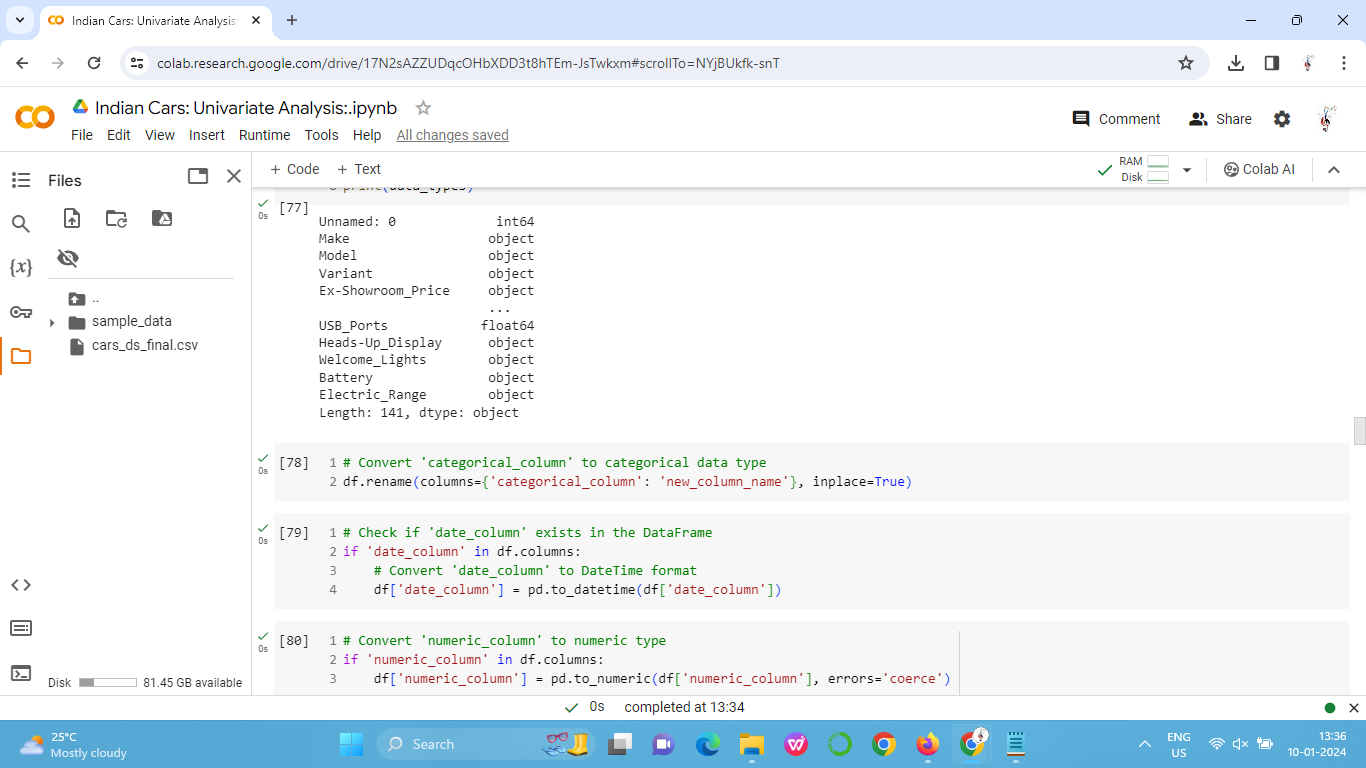 Indian Cars: Univariate Analysis:
colab.research.google.com/drive/17N2sAZZUDqcOHbXDD3t8hTEm-JsTwkxm#scrollTo=NYjBUkfk-snT
Indian Cars: Univariate Analysis:.ipynb
File Edit View Insert Runtime Tools Help All changes saved
Comment
Share
Files
+ Code + Text
RAM
Disk
Colab AI
..
sample_data
cars_ds_final.csv
Disk 81.45 GB available
8 print(data_types)
0s
[77]
Unnamed: 0 int64
Make object
Model object
Variant object
Ex-Showroom_Price object
...
USB_Ports float64
Heads-Up_Display object
Welcome_Lights object
Battery object
Electric_Range object
Length: 141, dtype: object
0s
[78]
1 # Convert 'categorical_column' to categorical data type
2 df.rename(columns={'categorical_column': 'new_column_name'}, inplace=True)
0s
[79]
1 # Check if 'date_column' exists in the DataFrame
2 if 'date_column' in df.columns:
3 # Convert 'date_column' to DateTime format
4 df['date_column'] = pd.to_datetime(df['date_column'])
0s
[80]
1 # Convert 'numeric_column' to numeric type
2 if 'numeric_column' in df.columns:
3 df['numeric_column'] = pd.to_numeric(df['numeric_column'], errors='coerce')
0s completed at 13:34
25°C
Mostly cloudy
Search
ENG
US
13:36
10-01-2024